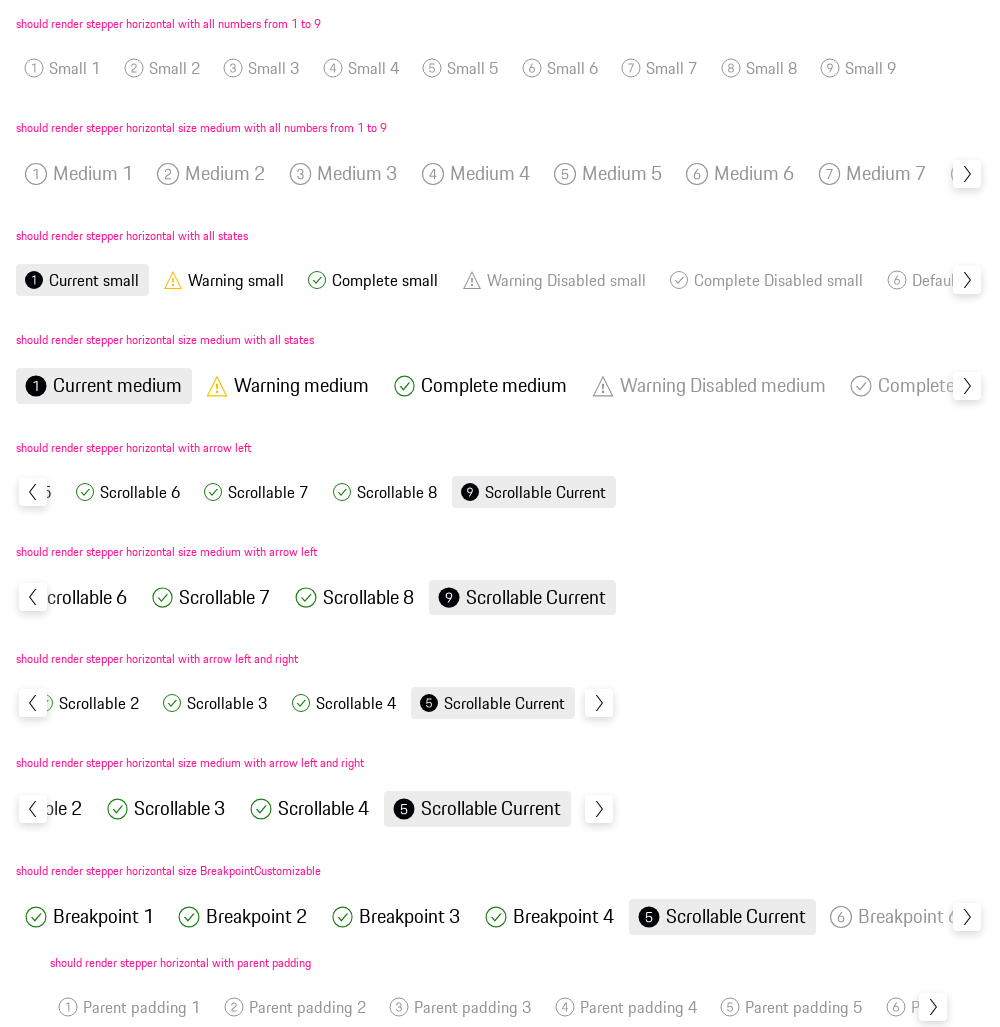 should render stepper horizontal with all numbers from 1 to 9
1 Small 1 2 Small 2 3 Small 3 4 Small 4 5 Small 5 6 Small 6 7 Small 7 8 Small 8 9 Small 9
should render stepper horizontal size medium with all numbers from 1 to 9
1 Medium 1 2 Medium 2 3 Medium 3 4 Medium 4 5 Medium 5 6 Medium 6 7 Medium 7
should render stepper horizontal with all states
1 Current small Warning small Complete small Warning Disabled small Complete Disabled small 6 Defau
should render stepper horizontal size medium with all states
1 Current medium Warning medium Complete medium Warning Disabled medium Complete
should render stepper horizontal with arrow left
5 Scrollable 6 Scrollable 7 Scrollable 8 9 Scrollable Current
should render stepper horizontal size medium with arrow left
crollable 6 Scrollable 7 Scrollable 8 9 Scrollable Current
should render stepper horizontal with arrow left and right
Scrollable 2 Scrollable 3 Scrollable 4 5 Scrollable Current
should render stepper horizontal size medium with arrow left and right
ble 2 Scrollable 3 Scrollable 4 5 Scrollable Current
should render stepper horizontal size BreakpointCustomizable
Breakpoint 1 Breakpoint 2 Breakpoint 3 Breakpoint 4 5 Scrollable Current 6 Breakpoint 6
should render stepper horizontal with parent padding
1 Parent padding 1 2 Parent padding 2 3 Parent padding 3 4 Parent padding 4 5 Parent padding 5 6 P